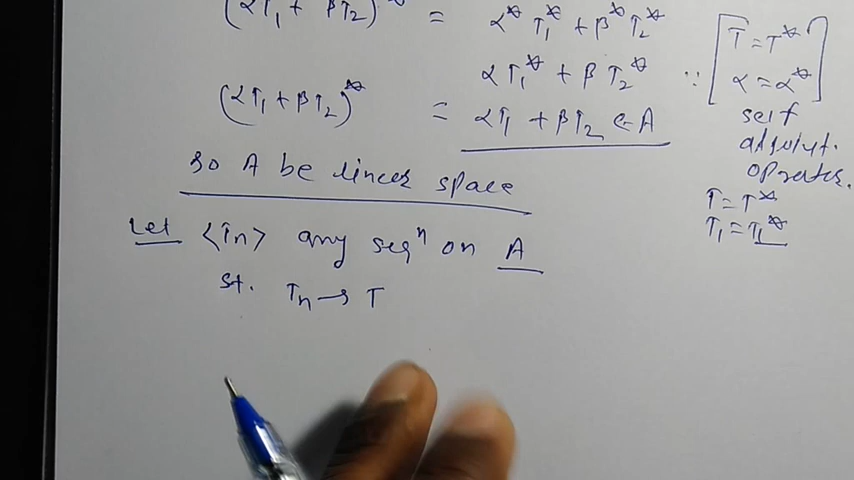 (αT₁ + βT₂)* = α* T₁* + β* T₂*
αT₁* + βT₂* ∵ [T = T*
α = α*]
(αT₁ + βT₂)* = αT₁ + βT₂ ∈ A
self
operator.
T = T*
T₁ = T₁*
so A be linear space
Let <Tn> any seqⁿ on A
st. Tn → T